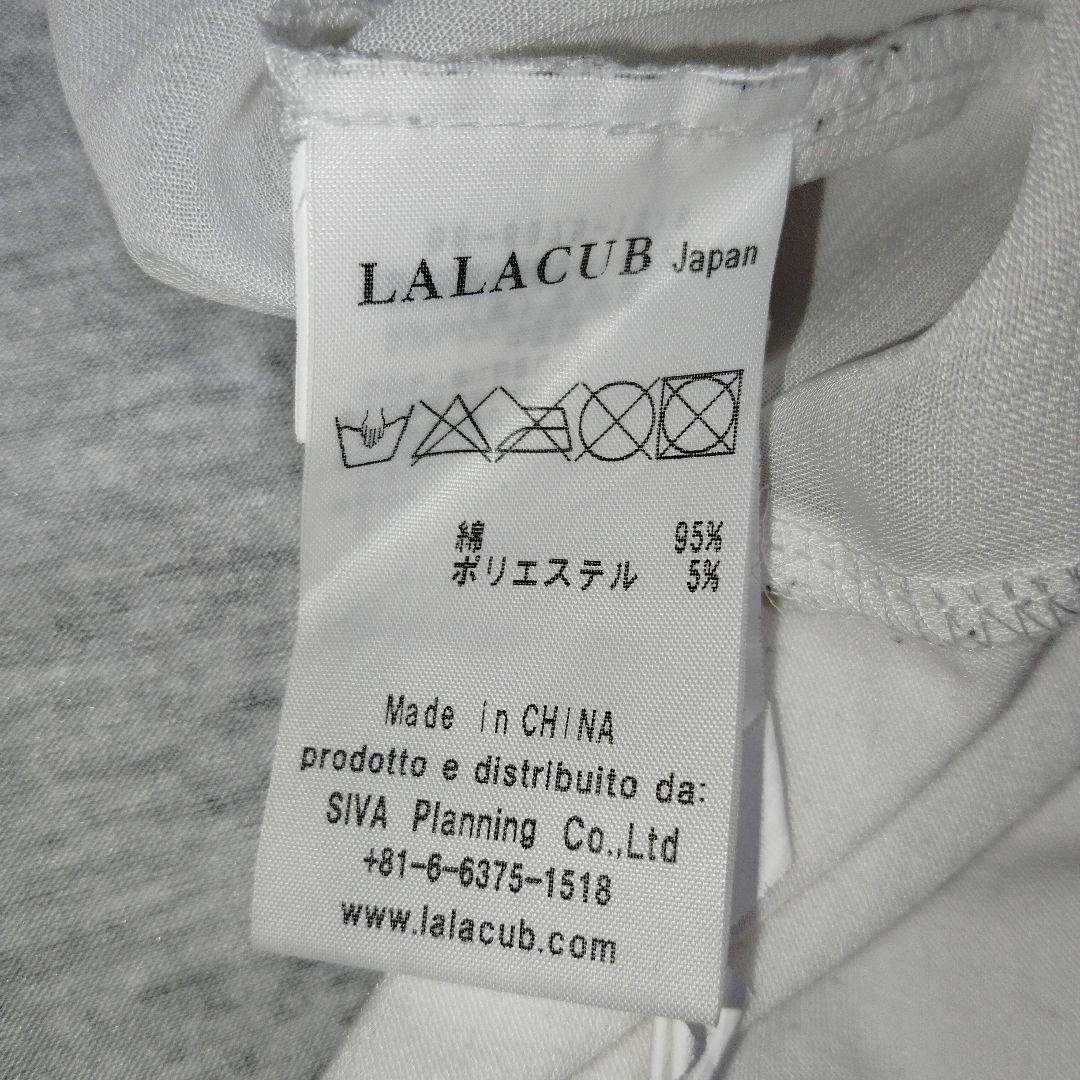 LALACUB Japan
綿 95%
ポリエステル 5%
Made in CHINA
prodotto e distribuito da:
SIVA Planning Co.,Ltd
+81-6-6375-1518
www.lalacub.com